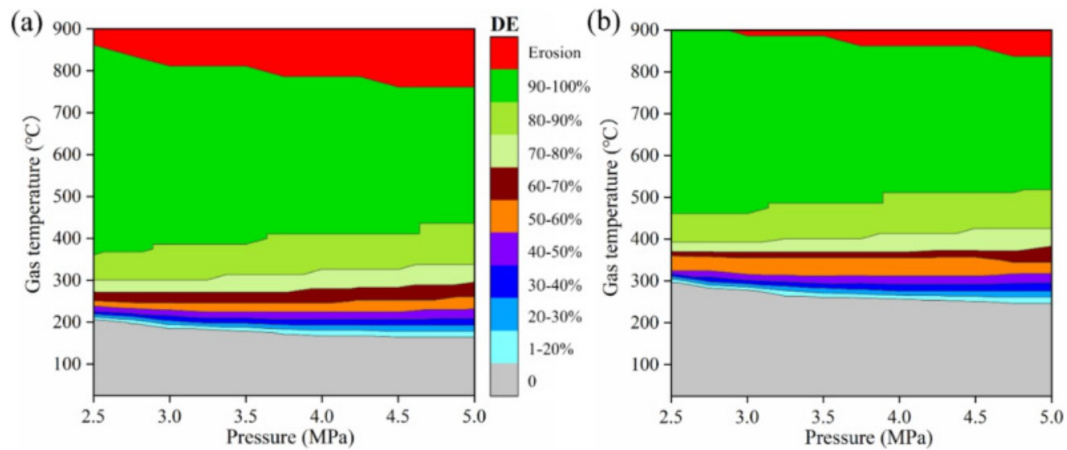 (a)
Gas temperature (℃)
900
800
700
600
500
400
300
200
100
2.5 3.0 3.5 4.0 4.5 5.0
Pressure (MPa)
DE
Erosion
90-100%
80-90%
70-80%
60-70%
50-60%
40-50%
30-40%
20-30%
1-20%
0
(b)
Gas temperature (℃)
900
800
700
600
500
400
300
200
100
2.5 3.0 3.5 4.0 4.5 5.0
Pressure (MPa)